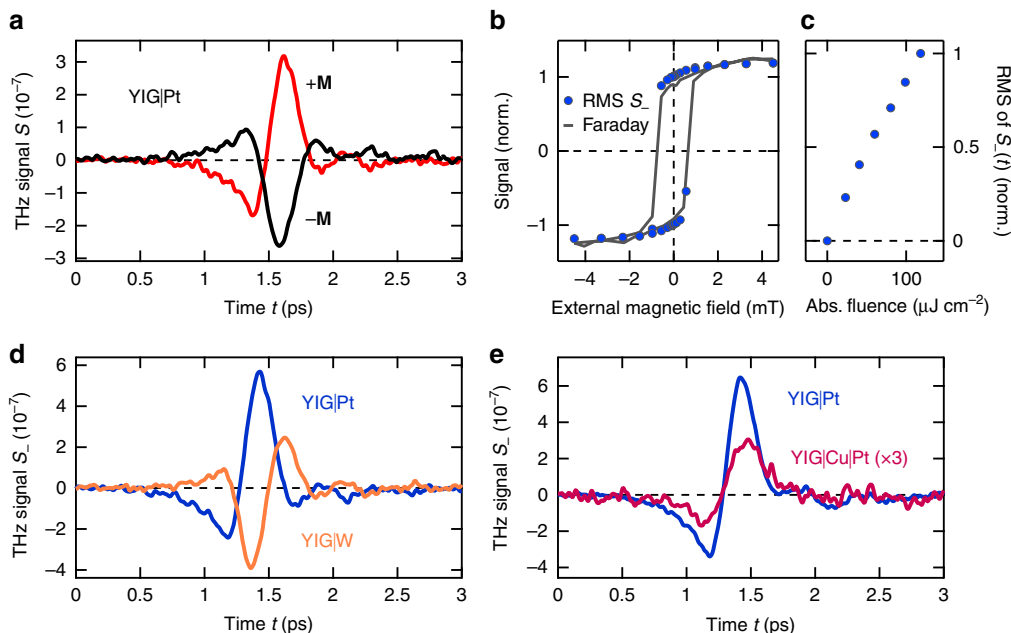 a
THz signal S (10⁻⁷)
3
2
1
0
−1
−2
−3
YIG|Pt
+M
−M
0
0.5
1
1.5
2
2.5
3
Time t (ps)
b
Signal (norm.)
1
0
−1
RMS S_
Faraday
−4
−2
0
2
4
External magnetic field (mT)
c
1
0.5
0
RMS of S_(t) (norm.)
0
100
Abs. fluence (μJ cm⁻²)
d
THz signal S_ (10⁻⁷)
6
4
2
0
−2
−4
YIG|Pt
YIG|W
0
0.5
1
1.5
2
2.5
3
Time t (ps)
e
THz signal S_ (10⁻⁷)
6
4
2
0
−2
−4
YIG|Pt
YIG|Cu|Pt (×3)
0
0.5
1
1.5
2
2.5
3
Time t (ps)